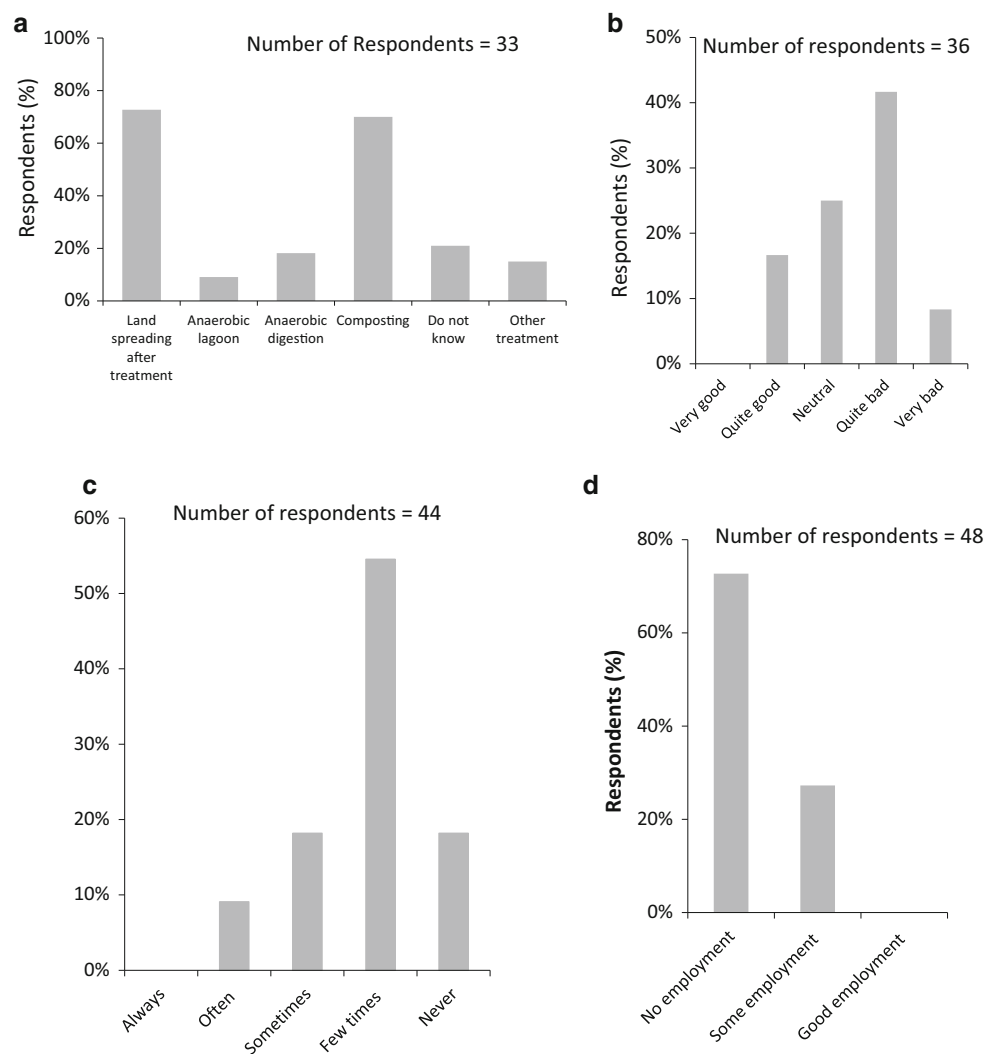 a
Number of Respondents = 33
Respondents (%)
100%
80%
60%
40%
20%
0%
Land
spreading
after
treatment
Anaerobic
lagoon
Anaerobic
digestion
Composting
Do not
know
Other
treatment
b
Number of respondents = 36
Respondents (%)
50%
40%
30%
20%
10%
0%
Very good
Quite good
Neutral
Quite bad
Very bad
c
Number of respondents = 44
60%
50%
40%
30%
20%
10%
0%
Always
Often
Sometimes
Few times
Never
d
Number of respondents = 48
Respondents (%)
80%
60%
40%
20%
0%
No employment
Some employment
Good employment